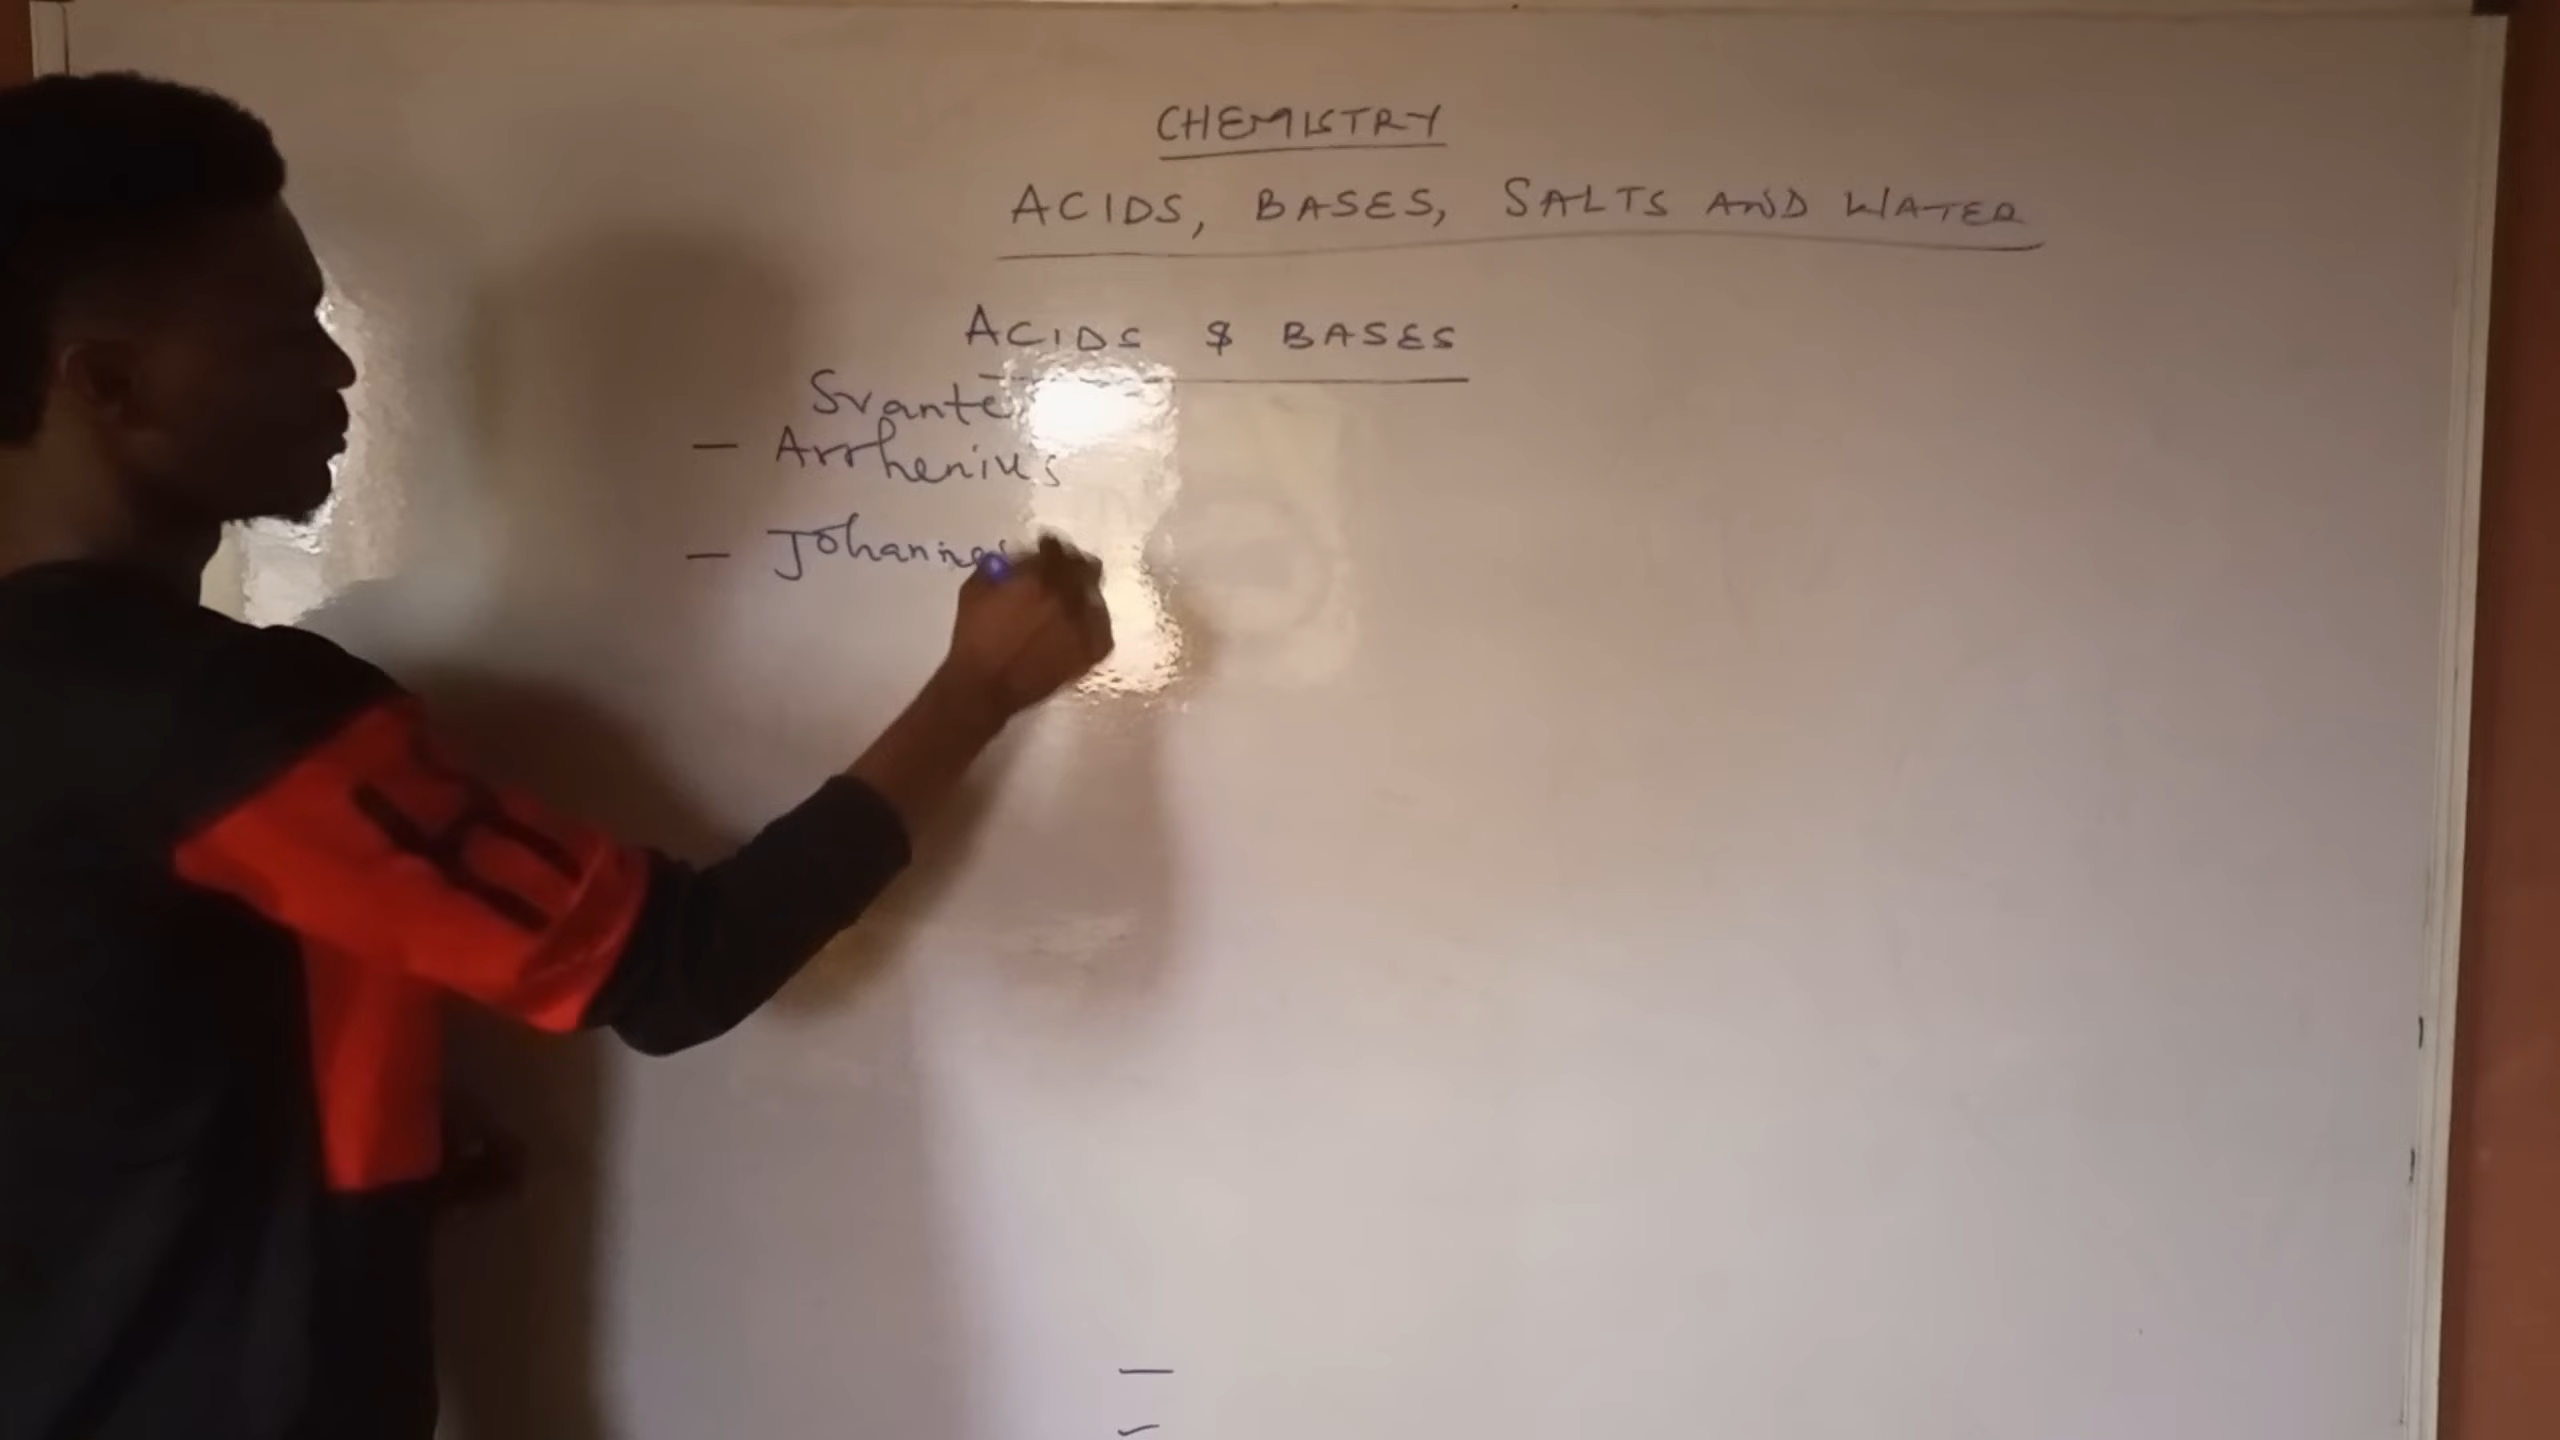 CHEMISTRY
ACIDS, BASES, SALTS AND WATER
ACIDS $ BASES
Svante
- Arrhenius
- Johannes